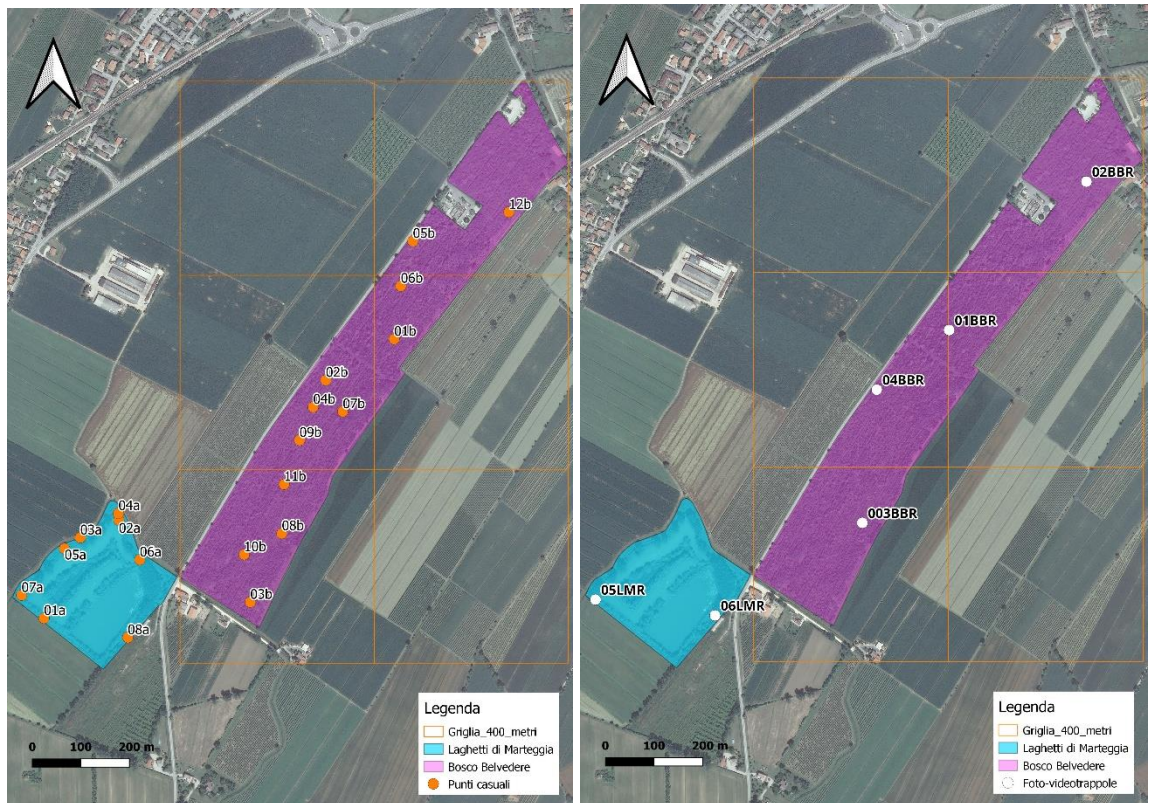 12b
05b
06b
01b
02b
04b
07b
09b
11b
08b
10b
03b
04a
02a
03a
05a
06a
07a
01a
08a
Legenda
Griglia_400_metri
Laghetti di Marteggia
Bosco Belvedere
Punti casuali
0 100 200 m
02BBR
01BBR
04BBR
003BBR
05LMR
06LMR
Legenda
Griglia_400_metri
Laghetti di Marteggia
Bosco Belvedere
Foto-videotrappole
0 100 200 m